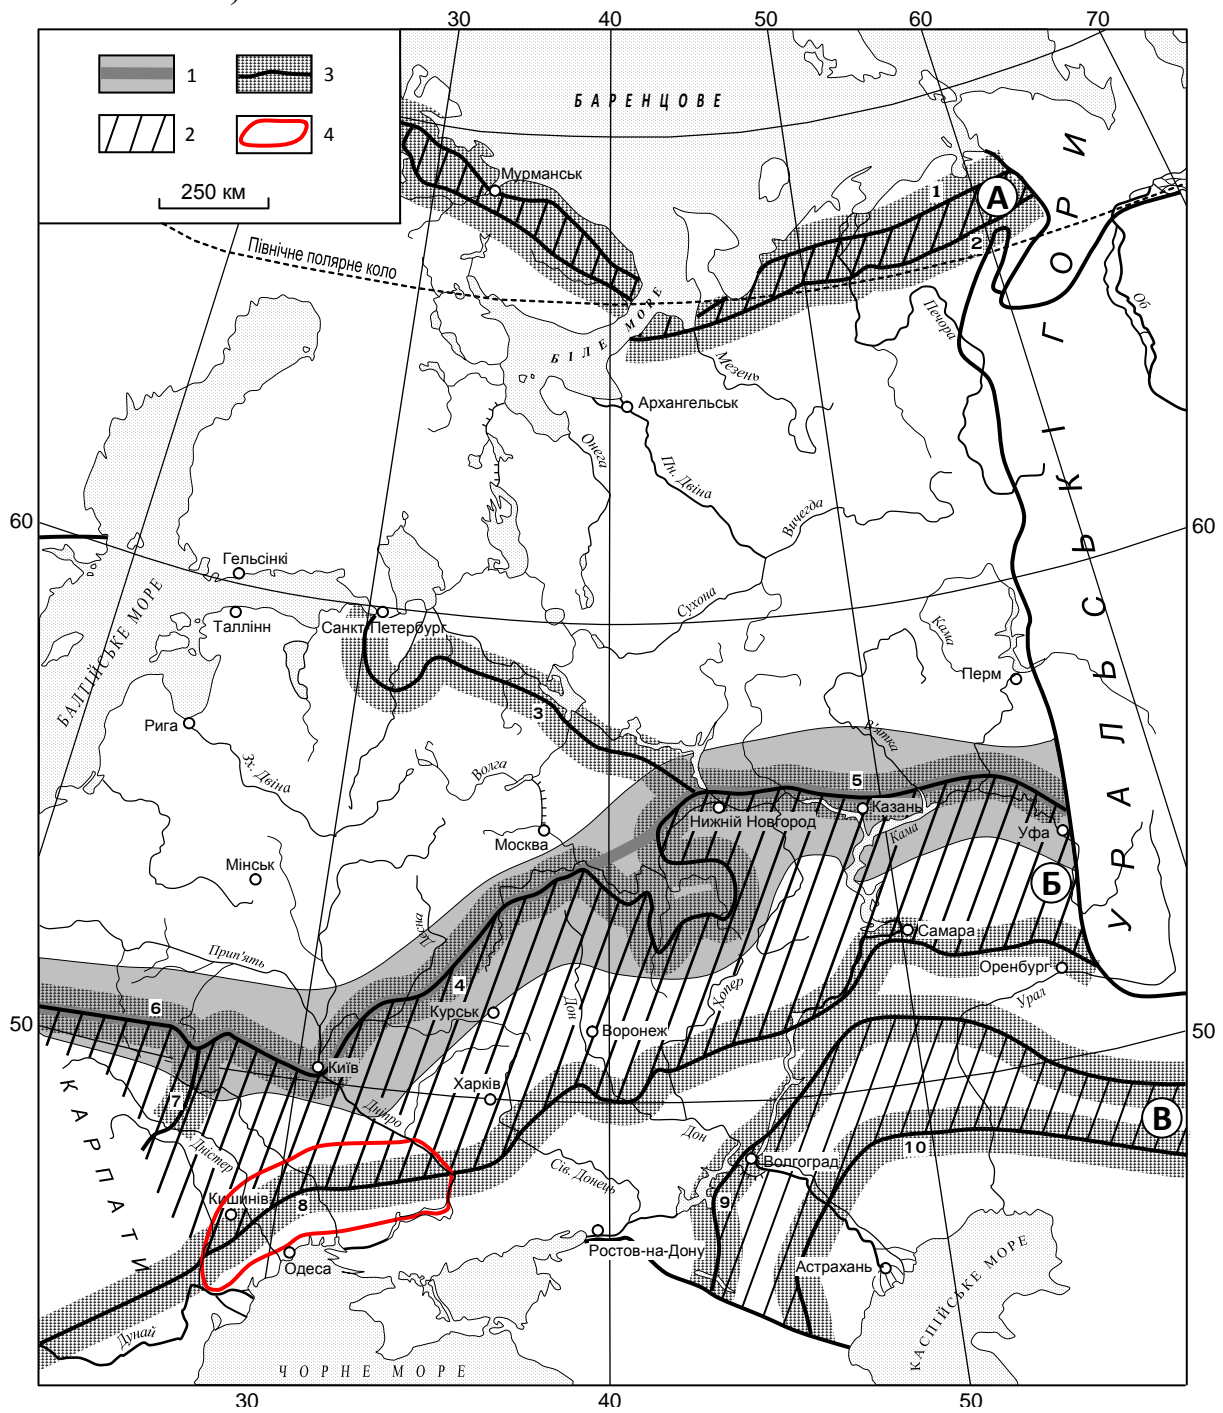 30
40
50
60
70
1
3
2
4
250 км
БАРЕНЦОВЕ
Мурманськ
1
А
2
Північне полярне коло
УРАЛЬСЬКІ ГОРИ
Печора
Об
БІЛЕ МОРЕ
Мезень
Архангельськ
Онега
Пн. Двіна
Вичегда
60
60
Гельсінкі
Таллінн
Санкт Петербург
Сухона
Кама
Перм
БАЛТІЙСЬКЕ МОРЕ
Рига
Зх. Двіна
3
Волга
В'ятка
5
Казань
Нижній Новгород
Москва
Кама
Уфа
Мінськ
Б
Десна
Прип'ять
Самара
Оренбург
Урал
4
Курськ
Дон
Хопер
Воронеж
6
50
50
Київ
Харків
7
Дніпро
КАРПАТИ
Дністер
Сів. Донець
Дон
Волгоград
10
В
Кишинів
8
9
Одеса
Ростов-на-Дону
Астрахань
КАСПІЙСЬКЕ МОРЕ
Дунай
ЧОРНЕ МОРЕ
30
40
50